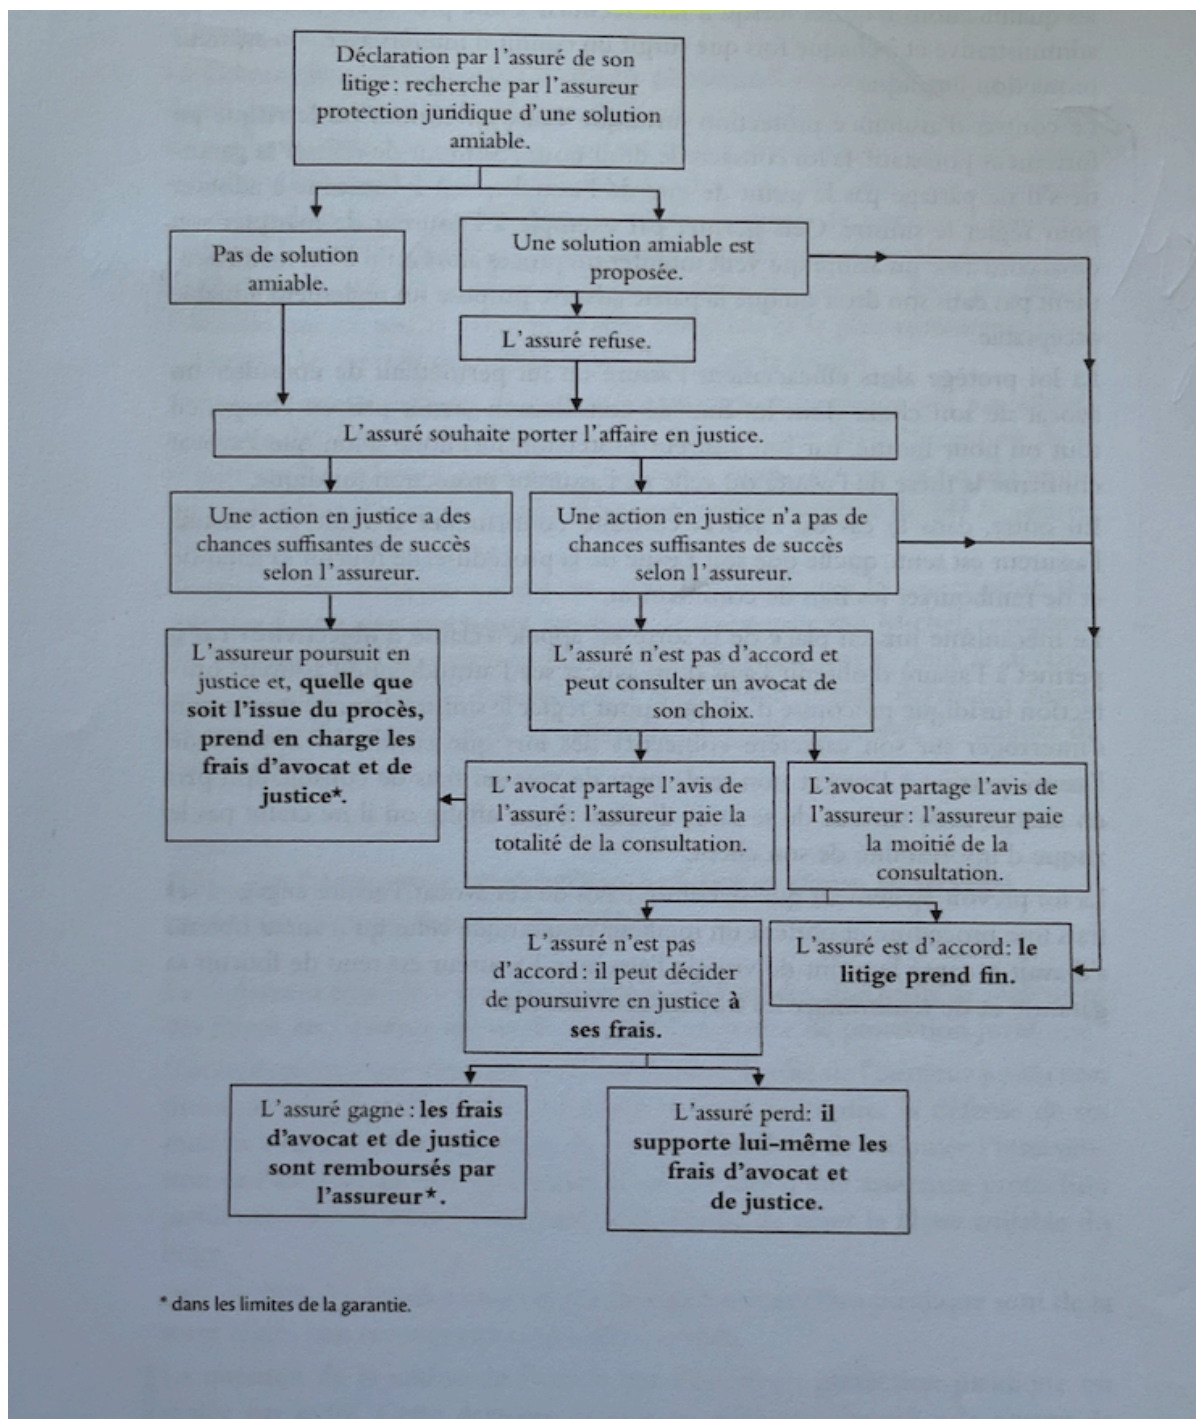 Déclaration par l'assuré de son
litige : recherche par l'assureur
protection juridique d'une solution
amiable.
Pas de solution
amiable.
Une solution amiable est
proposée.
L'assuré refuse.
L'assuré souhaite porter l'affaire en justice.
Une action en justice a des
chances suffisantes de succès
selon l'assureur.
Une action en justice n'a pas de
chances suffisantes de succès
selon l'assureur.
L'assureur poursuit en
justice et, quelle que
soit l'issue du procès,
prend en charge les
frais d'avocat et de
justice*.
L'assuré n'est pas d'accord et
peut consulter un avocat de
son choix.
L'avocat partage l'avis de
l'assuré : l'assureur paie la
totalité de la consultation.
L'avocat partage l'avis de
l'assureur : l'assureur paie
la moitié de la
consultation.
L'assuré n'est pas
d'accord : il peut décider
de poursuivre en justice à
ses frais.
L'assuré est d'accord : le
litige prend fin.
L'assuré gagne : les frais
d'avocat et de justice
sont remboursés par
l'assureur*.
L'assuré perd: il
supporte lui-même les
frais d'avocat et
de justice.
* dans les limites de la garantie.